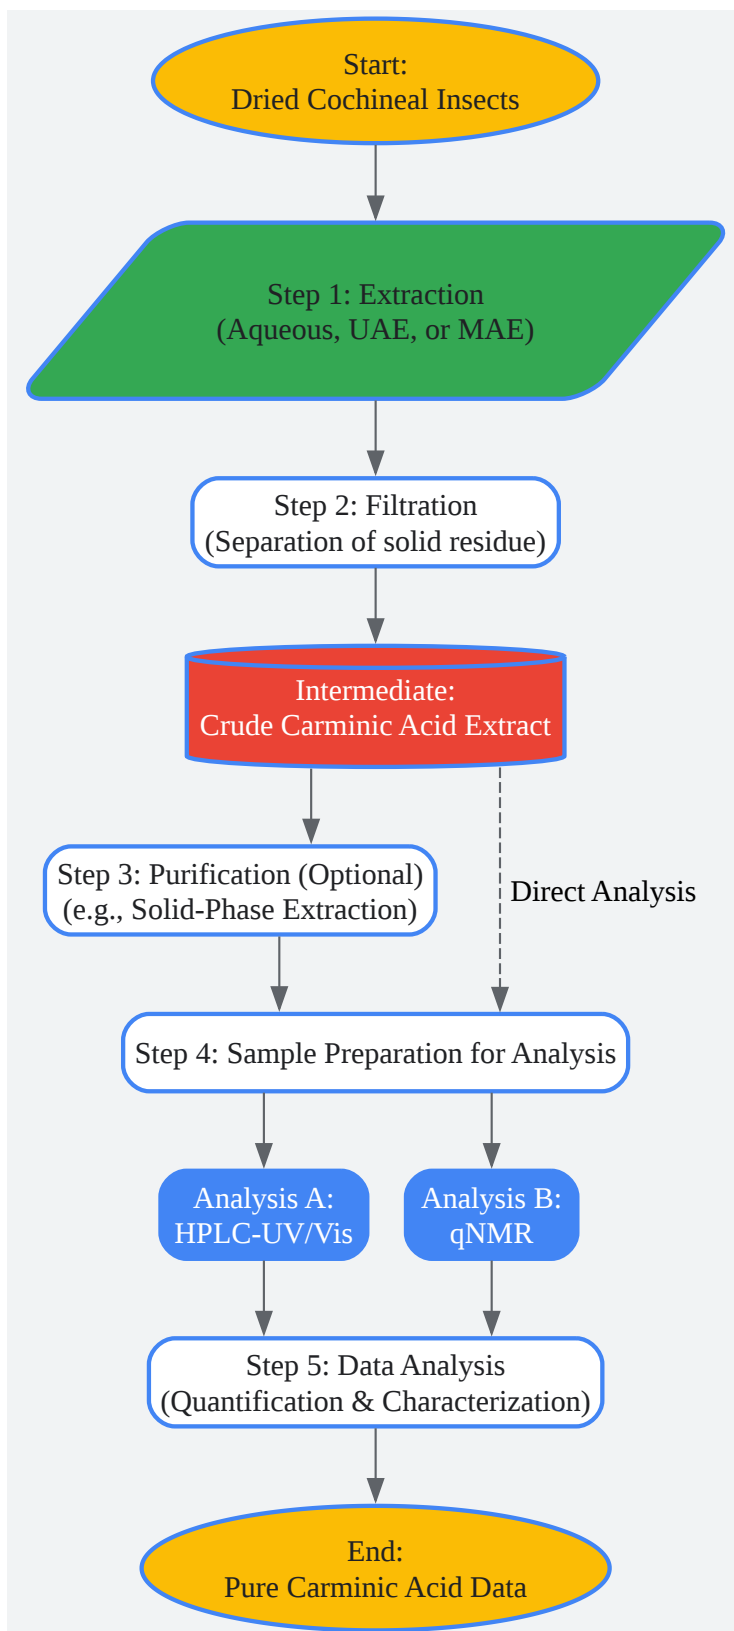 Start:
Dried Cochineal Insects
Step 1: Extraction
(Aqueous, UAE, or MAE)
Step 2: Filtration
(Separation of solid residue)
Intermediate:
Crude Carminic Acid Extract
Step 3: Purification (Optional)
(e.g., Solid-Phase Extraction)
Direct Analysis
Step 4: Sample Preparation for Analysis
Analysis A:
HPLC-UV/Vis
Analysis B:
qNMR
Step 5: Data Analysis
(Quantification & Characterization)
End:
Pure Carminic Acid Data